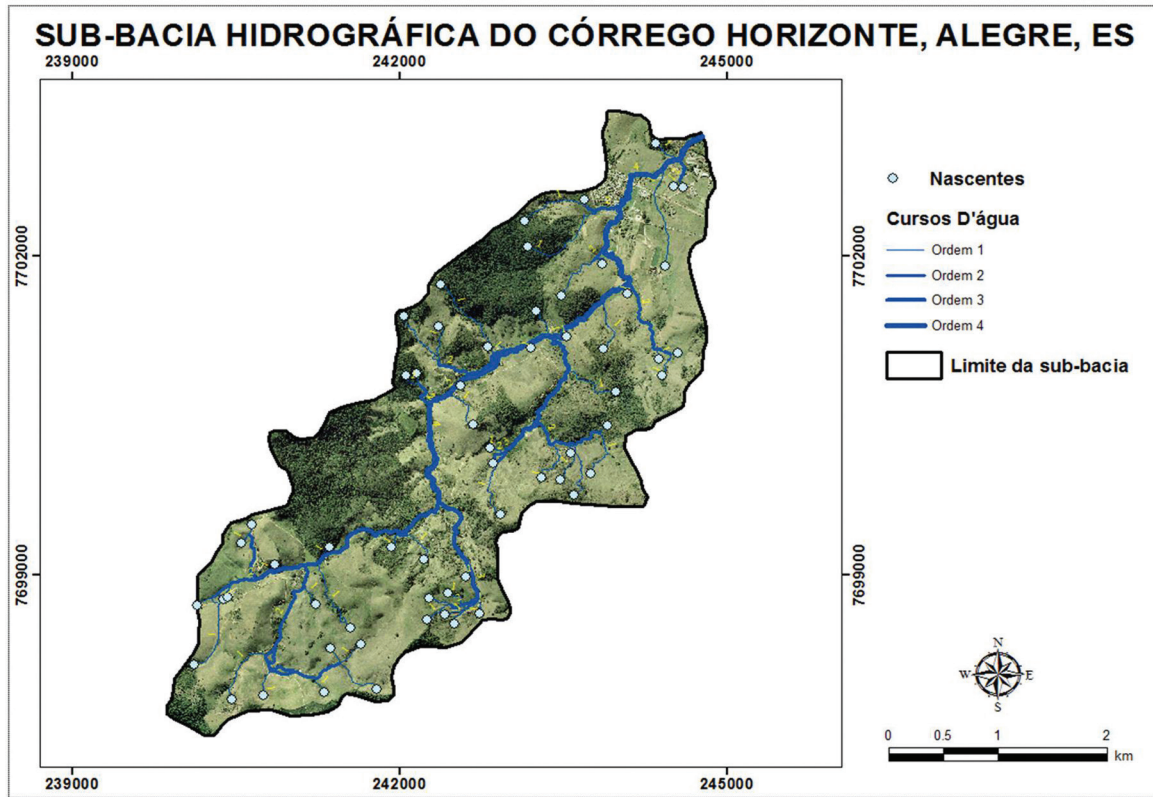 SUB-BACIA HIDROGRÁFICA DO CÓRREGO HORIZONTE, ALEGRE, ES
239000 242000 245000
7702000 7702000
7699000 7699000
239000 242000 245000
Nascentes
Cursos D'água
Ordem 1
Ordem 2
Ordem 3
Ordem 4
Limite da sub-bacia
N
W E
S
0 0.5 1 2
km